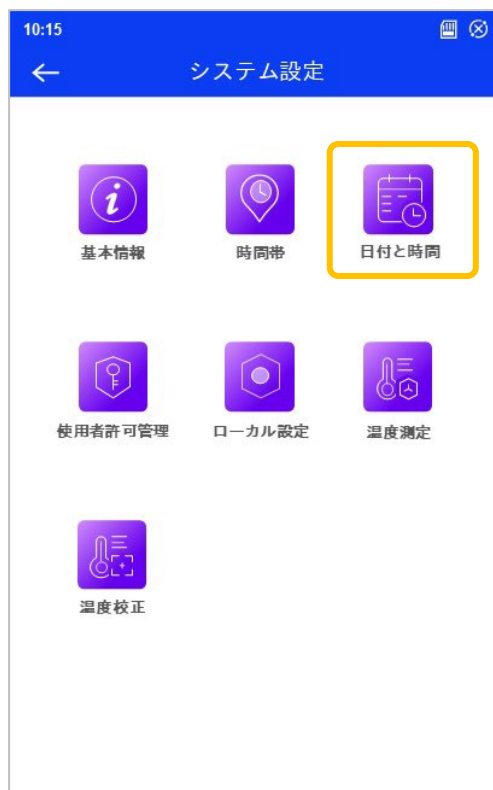 10:15
システム設定
基本情報
時間帯
日付と時間
使用者許可管理
ローカル設定
温度測定
温度校正